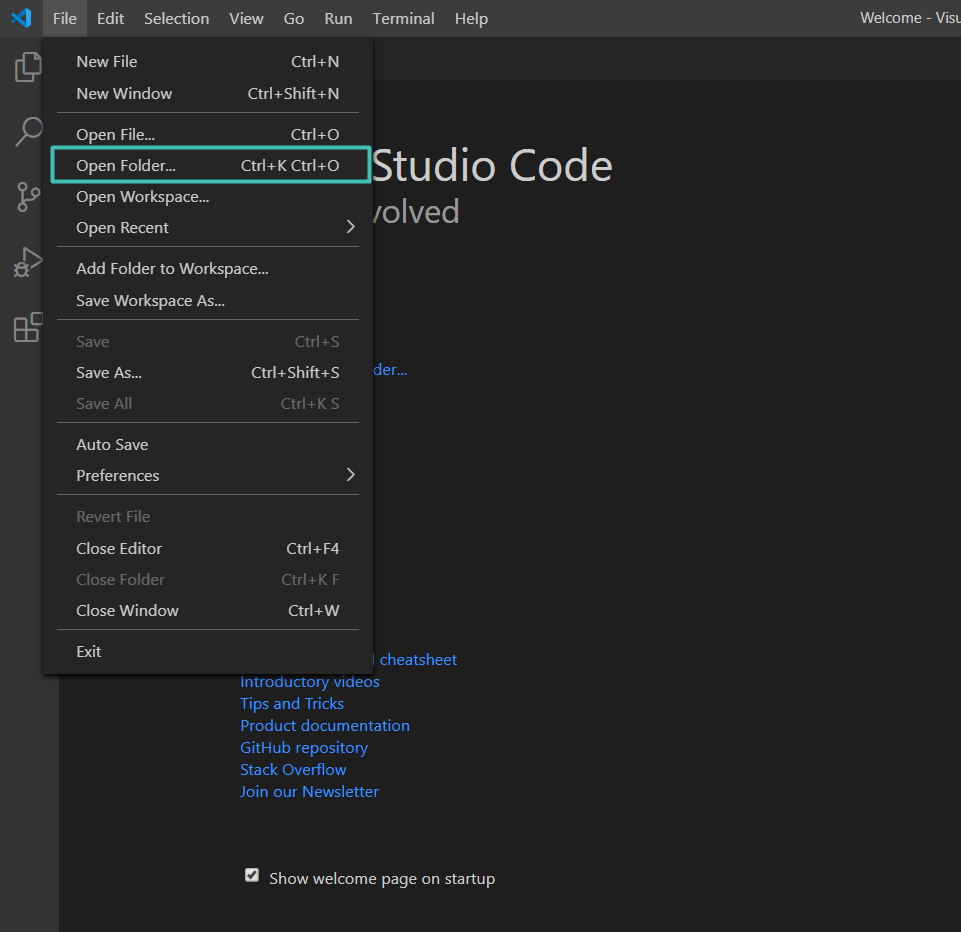 File Edit Selection View Go Run Terminal Help Welcome - Visu
New File Ctrl+N
New Window Ctrl+Shift+N
Open File... Ctrl+O
Open Folder... Ctrl+K Ctrl+O
Studio Code
Open Workspace...
volved
Open Recent
Add Folder to Workspace...
Save Workspace As...
Save Ctrl+S
Save As... Ctrl+Shift+S
der...
Save All Ctrl+K S
Auto Save
Preferences
Revert File
Close Editor Ctrl+F4
Close Folder Ctrl+K F
Close Window Ctrl+W
Exit
cheatsheet
Introductory videos
Tips and Tricks
Product documentation
GitHub repository
Stack Overflow
Join our Newsletter
Show welcome page on startup